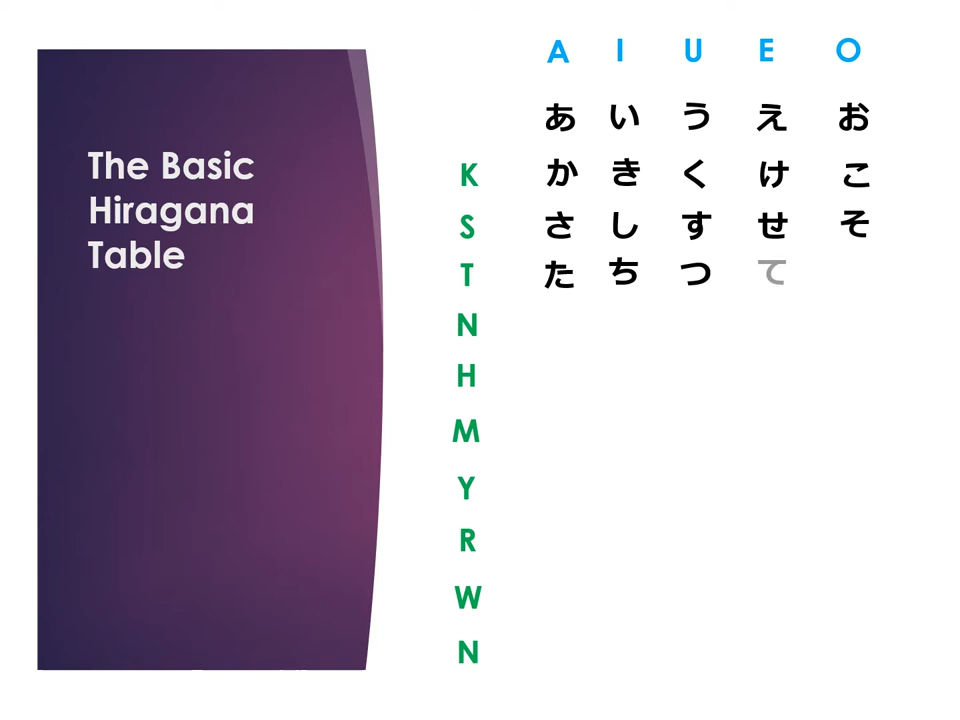 The Basic
Hiragana
Table
A I U E O
あ い う え お
K か き く け こ
S さ し す せ そ
T た ち つ て
N
H
M
Y
R
W
N